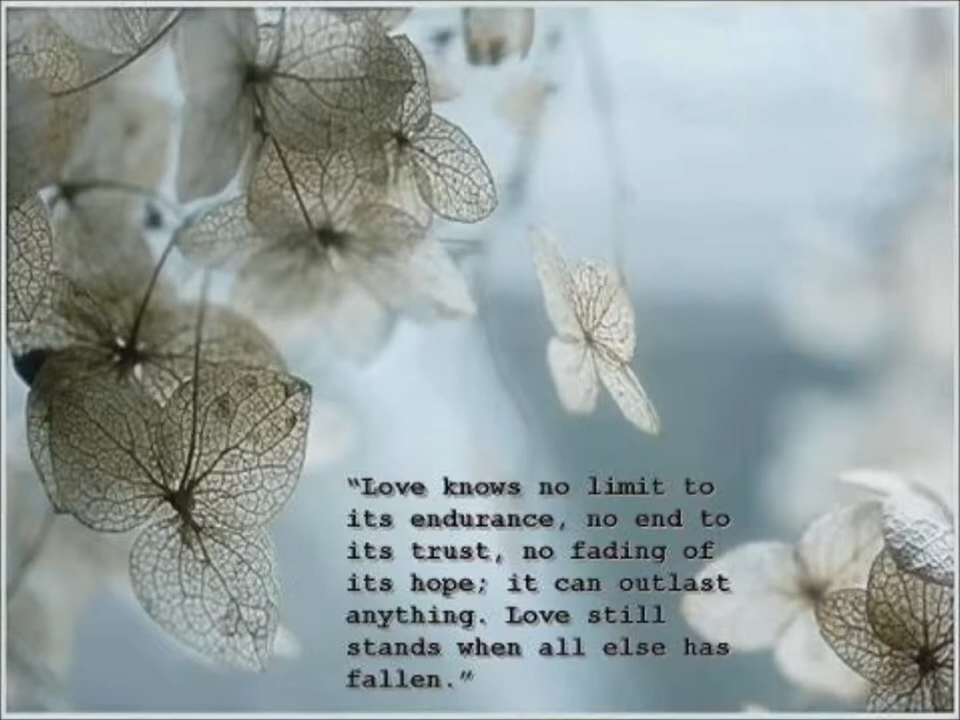 “Love knows no limit to
its endurance, no end to
its trust, no fading of
its hope; it can outlast
anything. Love still
stands when all else has
fallen.”